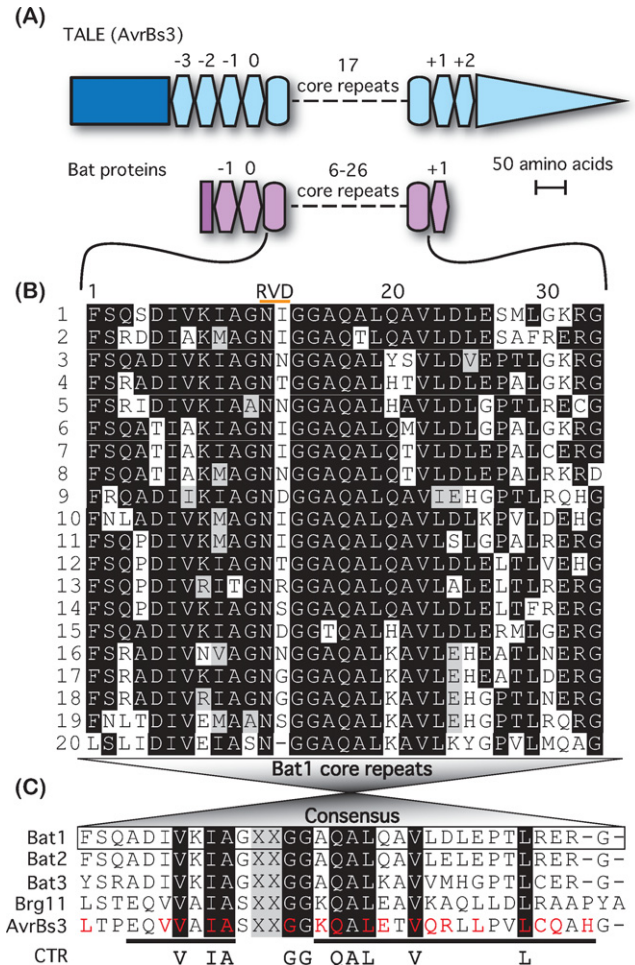 (A)
TALE (AvrBs3)
-3 -2 -1 0 17 core repeats +1 +2
Bat proteins
-1 0 6-26 core repeats +1 50 amino acids
(B)
1 RVD 20 30
1 FSQSDIVKIAGNIGGAQALQAVLDLESMLGKRG
2 FSRDDIAKMAGNIGGAQTLQAVLDLESAFRERG
3 FSQADIVKIAGNNGGAQALYSVLDVEPTLGKRG
4 FSRADIVKIAGNTGGAQALHTVLDLEPALGKRG
5 FSRIDIVKIAANNGGAQALHAVLDLGPTLRECG
6 FSQATIAKIAGNIGGAQALQMVLDLGPALGKRG
7 FSQATIAKIAGNIGGAQALQTVLDLEPALCERG
8 FSQATIAKMAGNNGGAQALQTVLDLEPALRKRD
9 FRQADIIKIAGNDGGAQALQAVIEHGPTLRQHG
10 FNLADIVKMAGNIGGAQALQAVLDLKPVLDEHG
11 FSQPDIVKMAGNIGGAQALQAVLSLGPALRERG
12 FSQPDIVKIAGNTGGAQALQAVLDLELTLVEHG
13 FSQPDIVRITGNRGGAQALQAVLALELTLRERG
14 FSQPDIVKIAGNSGGAQALQAVLDLELTFRERG
15 FSQADIVKIAGNDGGTQALHAVLDLERMLGERG
16 FSRADIVNVAGNNGGAQALKAVLEHEATLNERG
17 FSRADIVKIAGNGGGAQALKAVLEHEATLDERG
18 FSRADIVRIAGNGGGAQALKAVLEHGPTLNERG
19 FNLTDIVEMAANSGGAQALKAVLEHGPTLRQRG
20 LSLIDIVEIASN-GGAQALKAVLKYGPVLMQAG
Bat1 core repeats
(C)
Consensus
Bat1 FSQADIVKIAGXXGGAQALQAVLDLEPTLRER-G-
Bat2 FSQADIVKIAGXXGGAQALQAVLELEPTLRER-G-
Bat3 YSRADIVKIAGXXGGAQALKAVVMHGPTLCER-G-
Brg11 LSTEQVVAIAGXXGGAQALEAVKAQLLDLRAAPYA
AvrBs3 LTPEQVVAIASXXGGKQALETVQRLLPVLCQAHG-
CTR V IA GG QAL V L